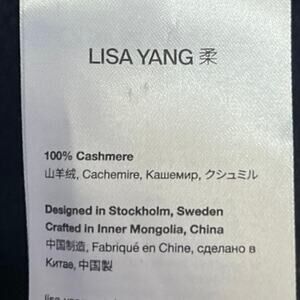 LISA YANG 柔
100% Cashmere
山羊绒, Cachemire, Кашемир, クシュミル
Designed in Stockholm, Sweden
Crafted in Inner Mongolia, China
中国制造, Fabriqué en Chine, сделано в
Китае, 中国製